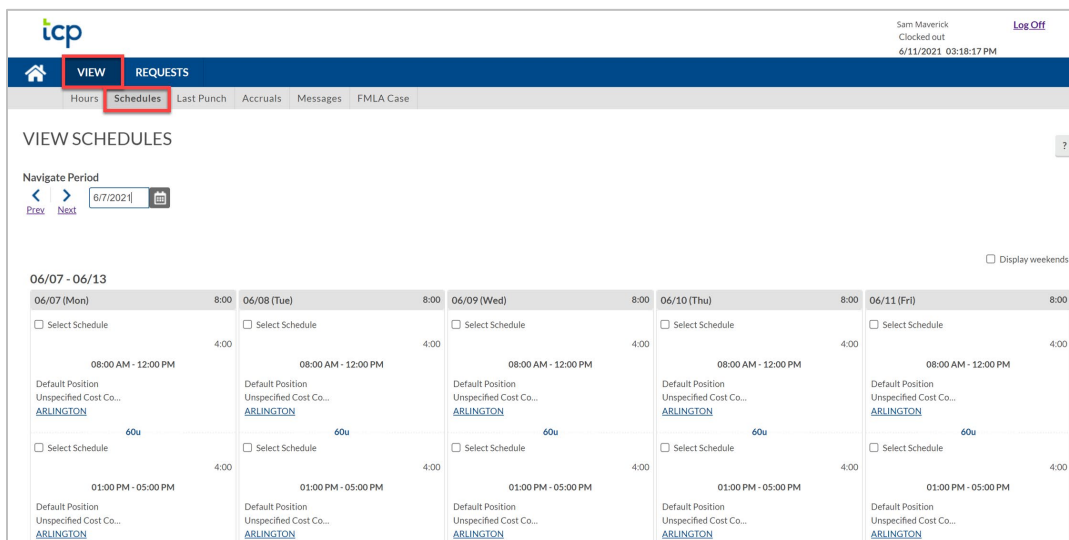 tcp
Sam Maverick Log Off
Clocked out
6/11/2021 03:18:17 PM
VIEW REQUESTS
Hours Schedules Last Punch Accruals Messages FMLA Case
VIEW SCHEDULES
?
Navigate Period
6/7/2021
Prev Next
Display weekends
06/07 - 06/13
06/07 (Mon) 8:00 06/08 (Tue) 8:00 06/09 (Wed) 8:00 06/10 (Thu) 8:00 06/11 (Fri) 8:00
Select Schedule Select Schedule Select Schedule Select Schedule Select Schedule
4:00 4:00 4:00 4:00 4:00
08:00 AM - 12:00 PM 08:00 AM - 12:00 PM 08:00 AM - 12:00 PM 08:00 AM - 12:00 PM 08:00 AM - 12:00 PM
Default Position Default Position Default Position Default Position Default Position
Unspecified Cost Co... Unspecified Cost Co... Unspecified Cost Co... Unspecified Cost Co... Unspecified Cost Co...
ARLINGTON ARLINGTON ARLINGTON ARLINGTON ARLINGTON
60u 60u 60u 60u 60u
Select Schedule Select Schedule Select Schedule Select Schedule Select Schedule
4:00 4:00 4:00 4:00 4:00
01:00 PM - 05:00 PM 01:00 PM - 05:00 PM 01:00 PM - 05:00 PM 01:00 PM - 05:00 PM 01:00 PM - 05:00 PM
Default Position Default Position Default Position Default Position Default Position
Unspecified Cost Co... Unspecified Cost Co... Unspecified Cost Co... Unspecified Cost Co... Unspecified Cost Co...
ARLINGTON ARLINGTON ARLINGTON ARLINGTON ARLINGTON